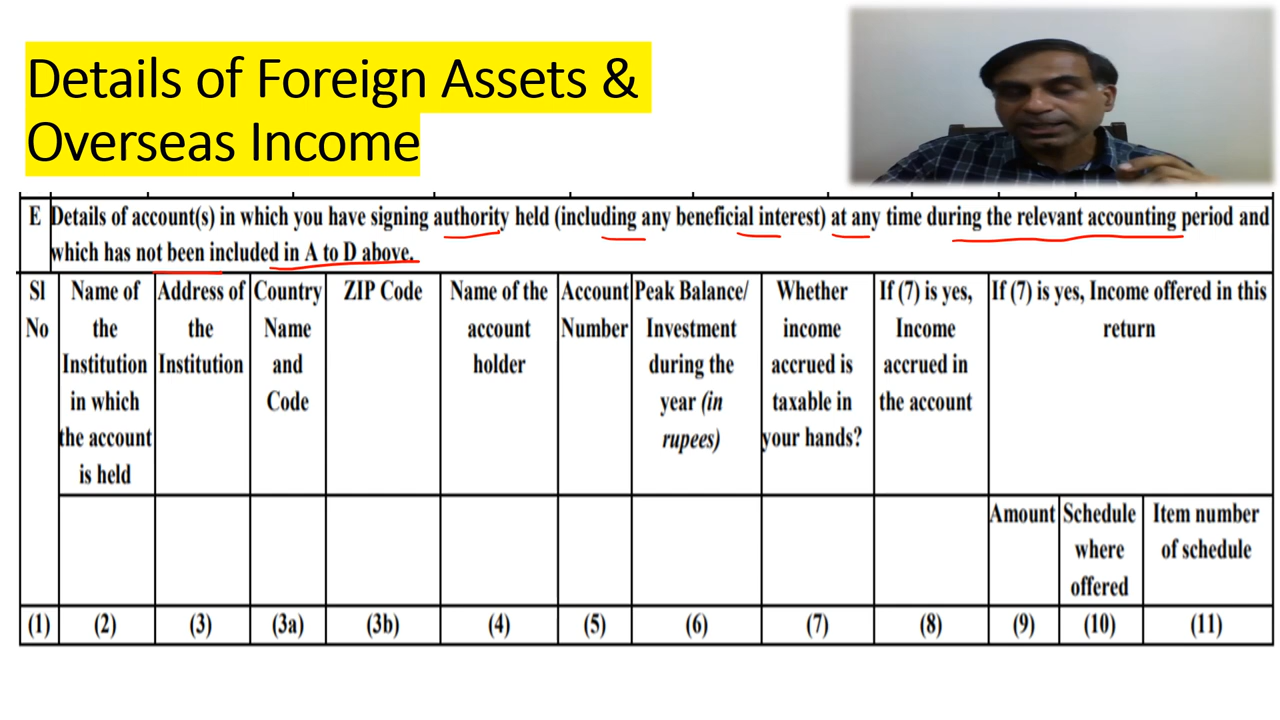 Details of Foreign Assets &
Overseas Income
E Details of account(s) in which you have signing authority held (including any beneficial interest) at any time during the relevant accounting period and
which has not been included in A to D above.
Sl
No
Name of
the
Institution
in which
the account
is held
Address of
the
Institution
Country
Name
and
Code
ZIP Code
Name of the
account
holder
Account
Number
Peak Balance/
Investment
during the
year (in
rupees)
Whether
income
accrued is
taxable in
your hands?
If (7) is yes,
Income
accrued in
the account
If (7) is yes, Income offered in this
return
Amount
Schedule
where
offered
Item number
of schedule
(1) (2) (3) (3a) (3b) (4) (5) (6) (7) (8) (9) (10) (11)